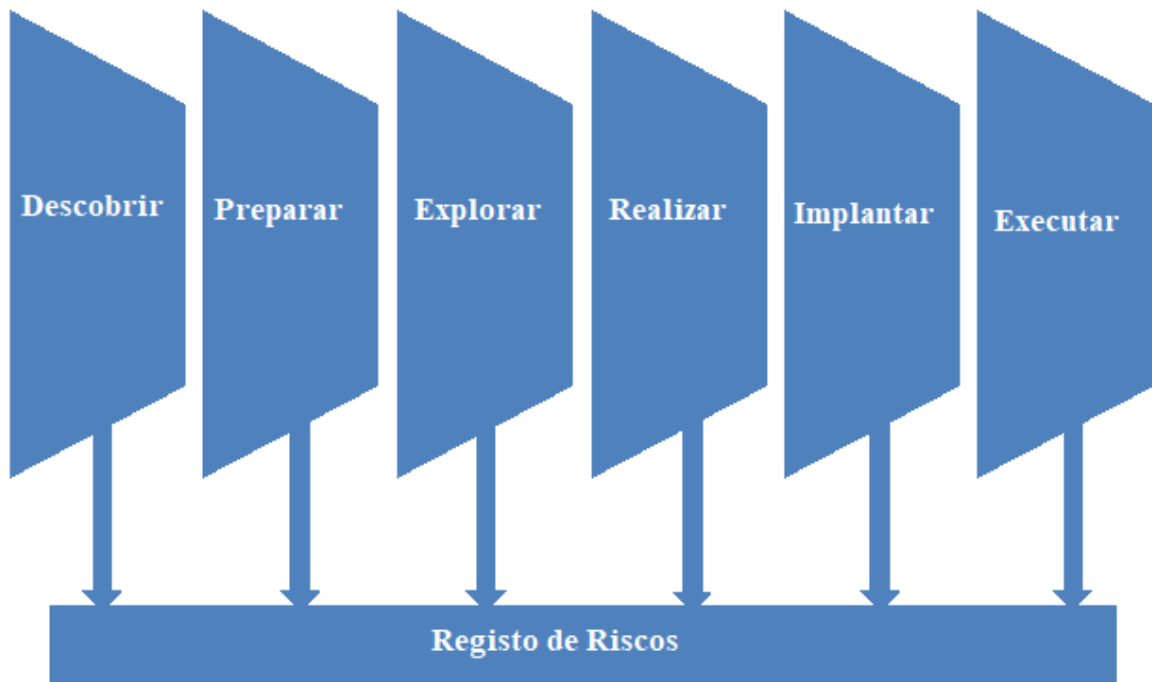 Descobrir
Preparar
Explorar
Realizar
Implantar
Executar
Registo de Riscos